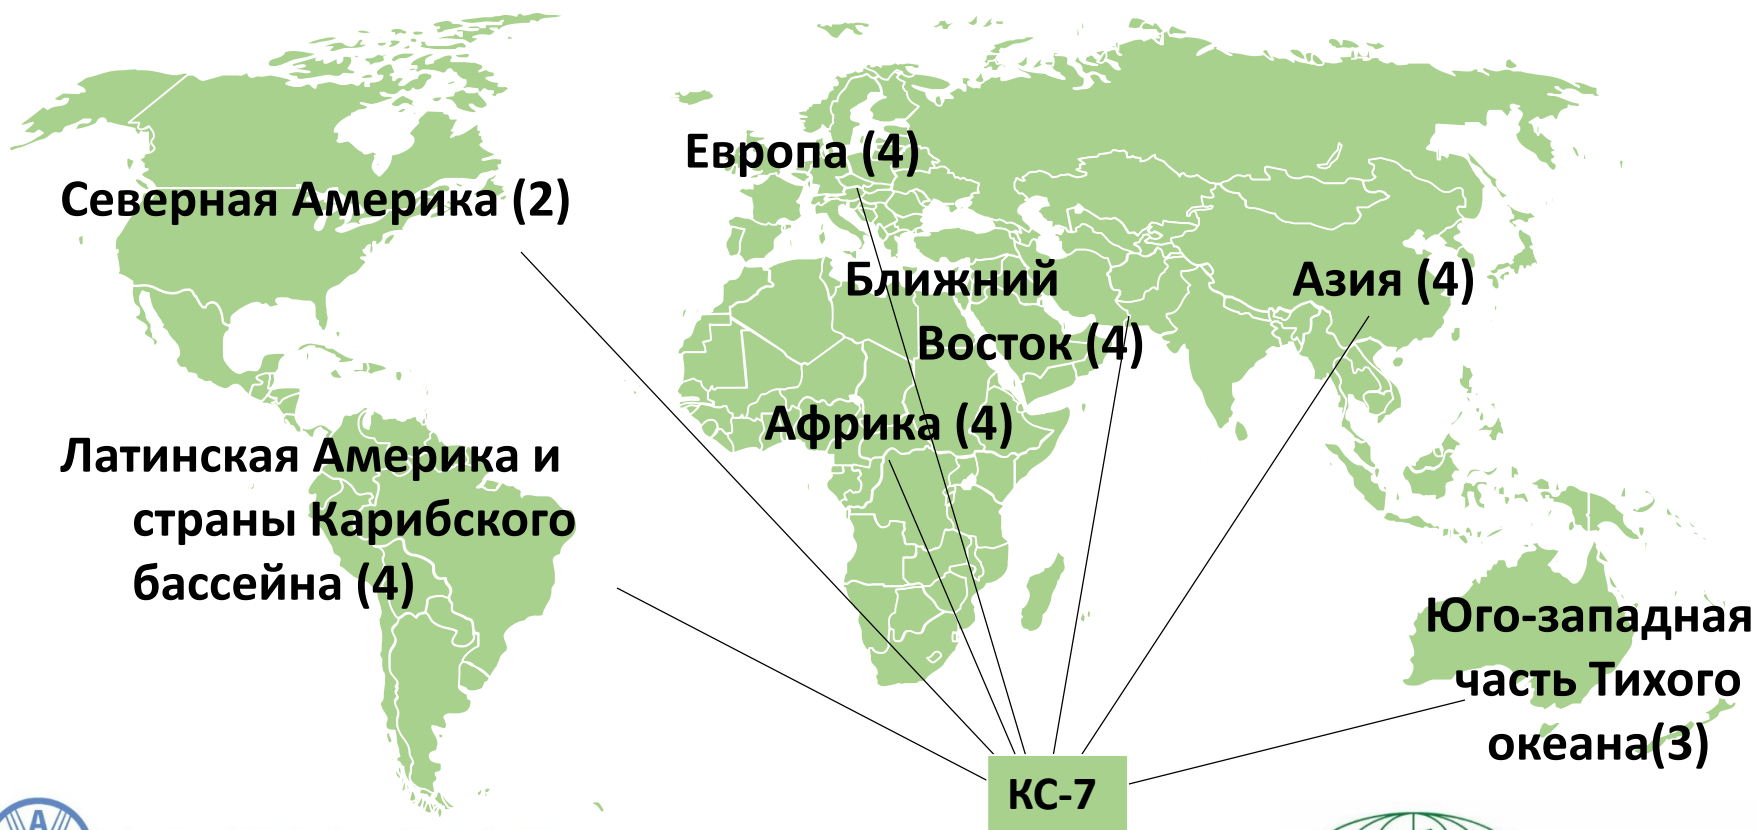 Европа (4)
Северная Америка (2)
Ближний
Восток (4)
Азия (4)
Африка (4)
Латинская Америка и
страны Карибского
бассейна (4)
Юго-западная
часть Тихого
океана(3)
КС-7
A